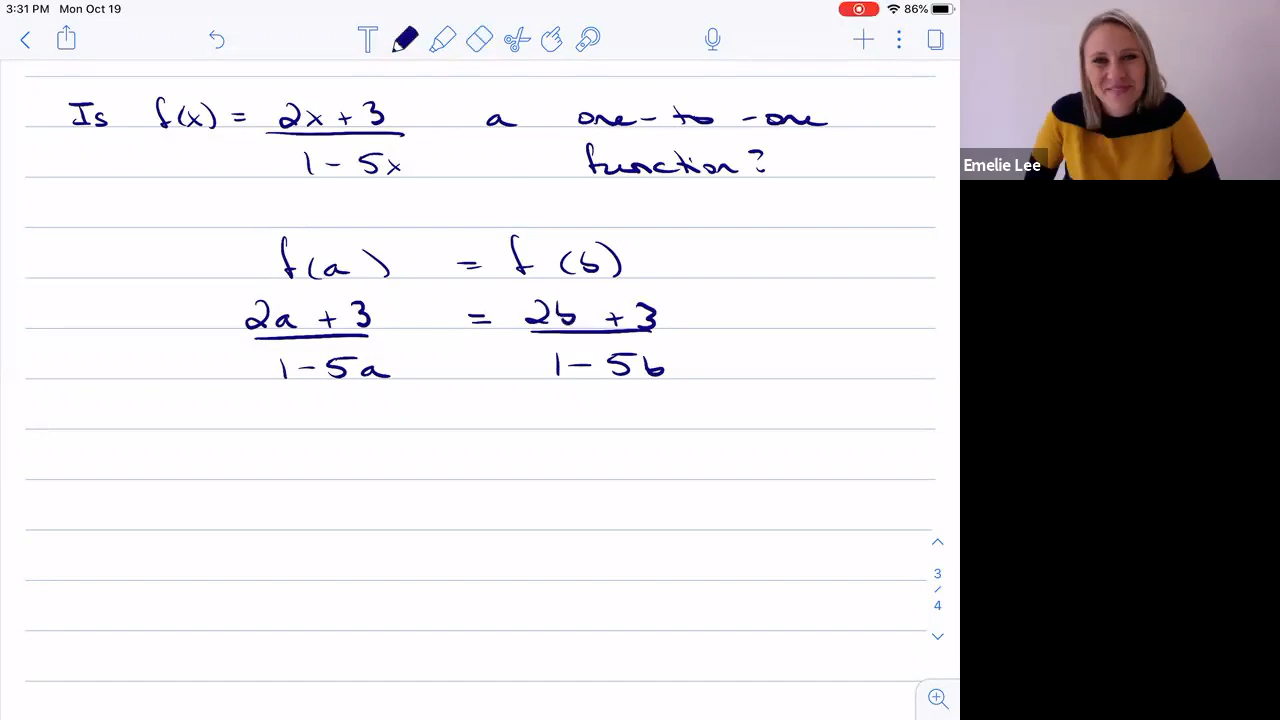 3:31 PM Mon Oct 19
86%
T
Is f(x) = 2x + 3 a one-to-one
1 - 5x function?
f(a) = f(b)
2a + 3 = 2b + 3
1 - 5a 1 - 5b
3
/
4
Emelie Lee